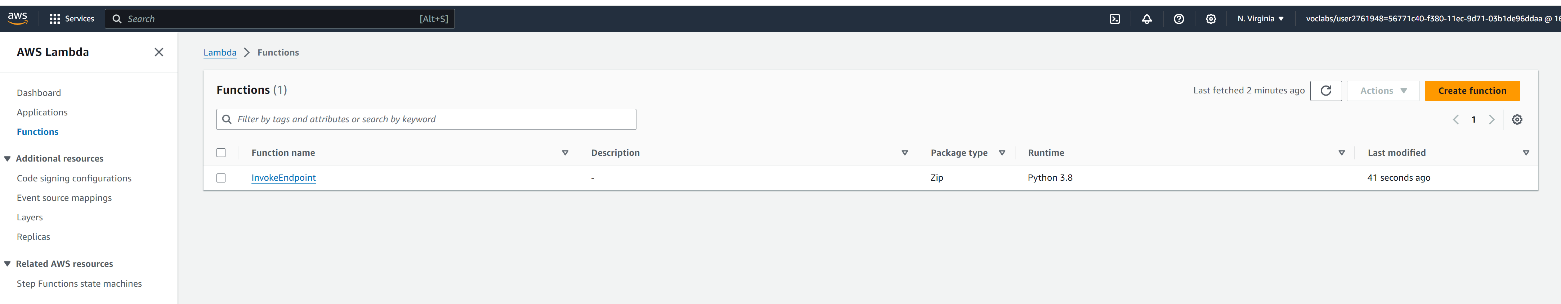 aws Services Search [Alt+S] N. Virginia voclabs/user2761948=56771c40-f380-11ec-9d71-03b1de96ddaa @ 16
AWS Lambda
Lambda Functions
Functions (1)
Last fetched 2 minutes ago Actions Create function
Dashboard
Applications
Functions
Filter by tags and attributes or search by keyword
1
Function name Description Package type Runtime Last modified
InvokeEndpoint - Zip Python 3.8 41 seconds ago
Additional resources
Code signing configurations
Event source mappings
Layers
Replicas
Related AWS resources
Step Functions state machines